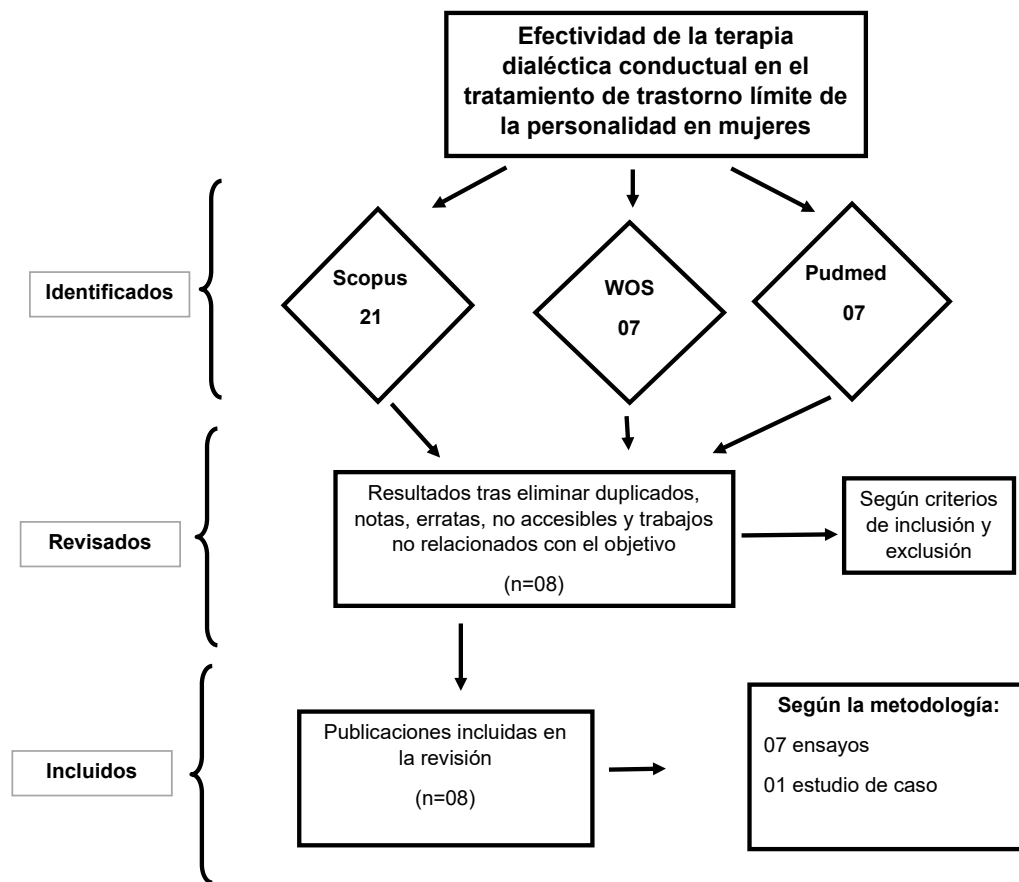 Efectividad de la terapia
dialéctica conductual en el
tratamiento de trastorno límite de
la personalidad en mujeres
Identificados
Scopus
21
WOS
07
Pudmed
07
Revisados
Resultados tras eliminar duplicados,
notas, erratas, no accesibles y trabajos
no relacionados con el objetivo
(n=08)
Según criterios
de inclusión y
exclusión
Incluidos
Publicaciones incluidas en
la revisión
(n=08)
Según la metodología:
07 ensayos
01 estudio de caso